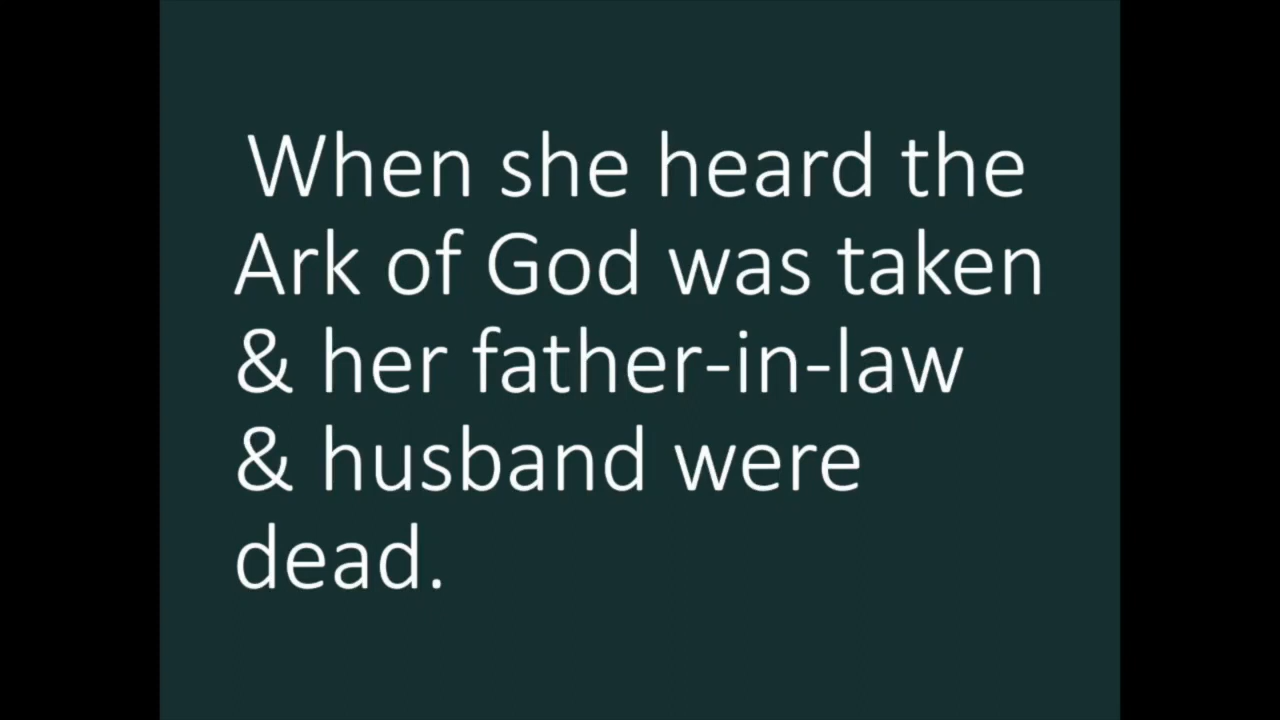 When she heard the
Ark of God was taken
& her father-in-law
& husband were
dead.